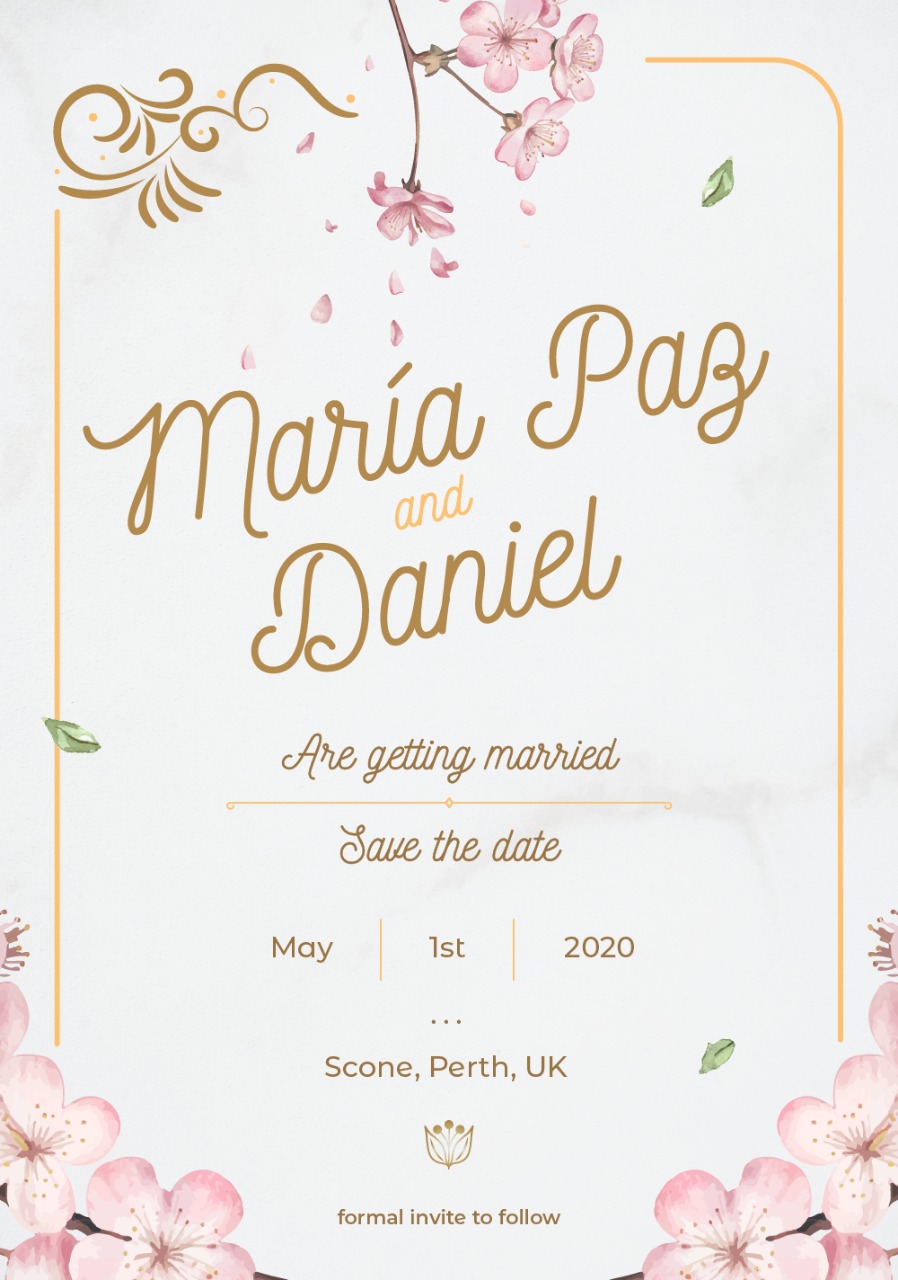 María Paz
and
Daniel
Are getting married
Save the date
May 1st 2020
...
Scone, Perth, UK
formal invite to follow